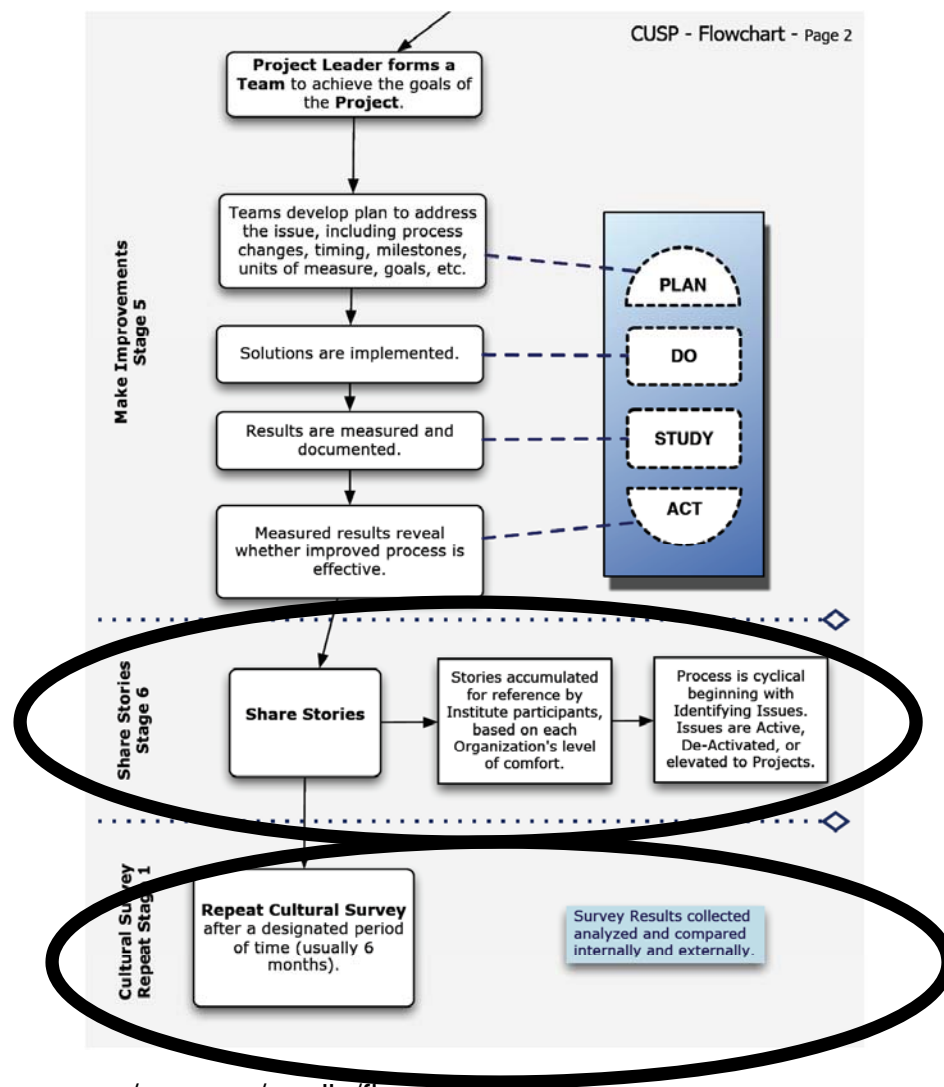 CUSP - Flowchart - Page 2
Project Leader forms a
Team to achieve the goals of
the Project.
Make Improvements
Stage 5
Teams develop plan to address
the issue, including process
changes, timing, milestones,
units of measure, goals, etc.
PLAN
Solutions are implemented.
DO
Results are measured and
documented.
STUDY
Measured results reveal
whether improved process is
effective.
ACT
Share Stories
Stage 6
Share Stories
Stories accumulated
for reference by
Institute participants,
based on each
Organization's level
of comfort.
Process is cyclical
beginning with
Identifying Issues.
Issues are Active,
De-Activated, or
elevated to Projects.
Cultural Survey
Repeat Stage 1
Repeat Cultural Survey
after a designated period
of time (usually 6
months).
Survey Results collected
analyzed and compared
internally and externally.